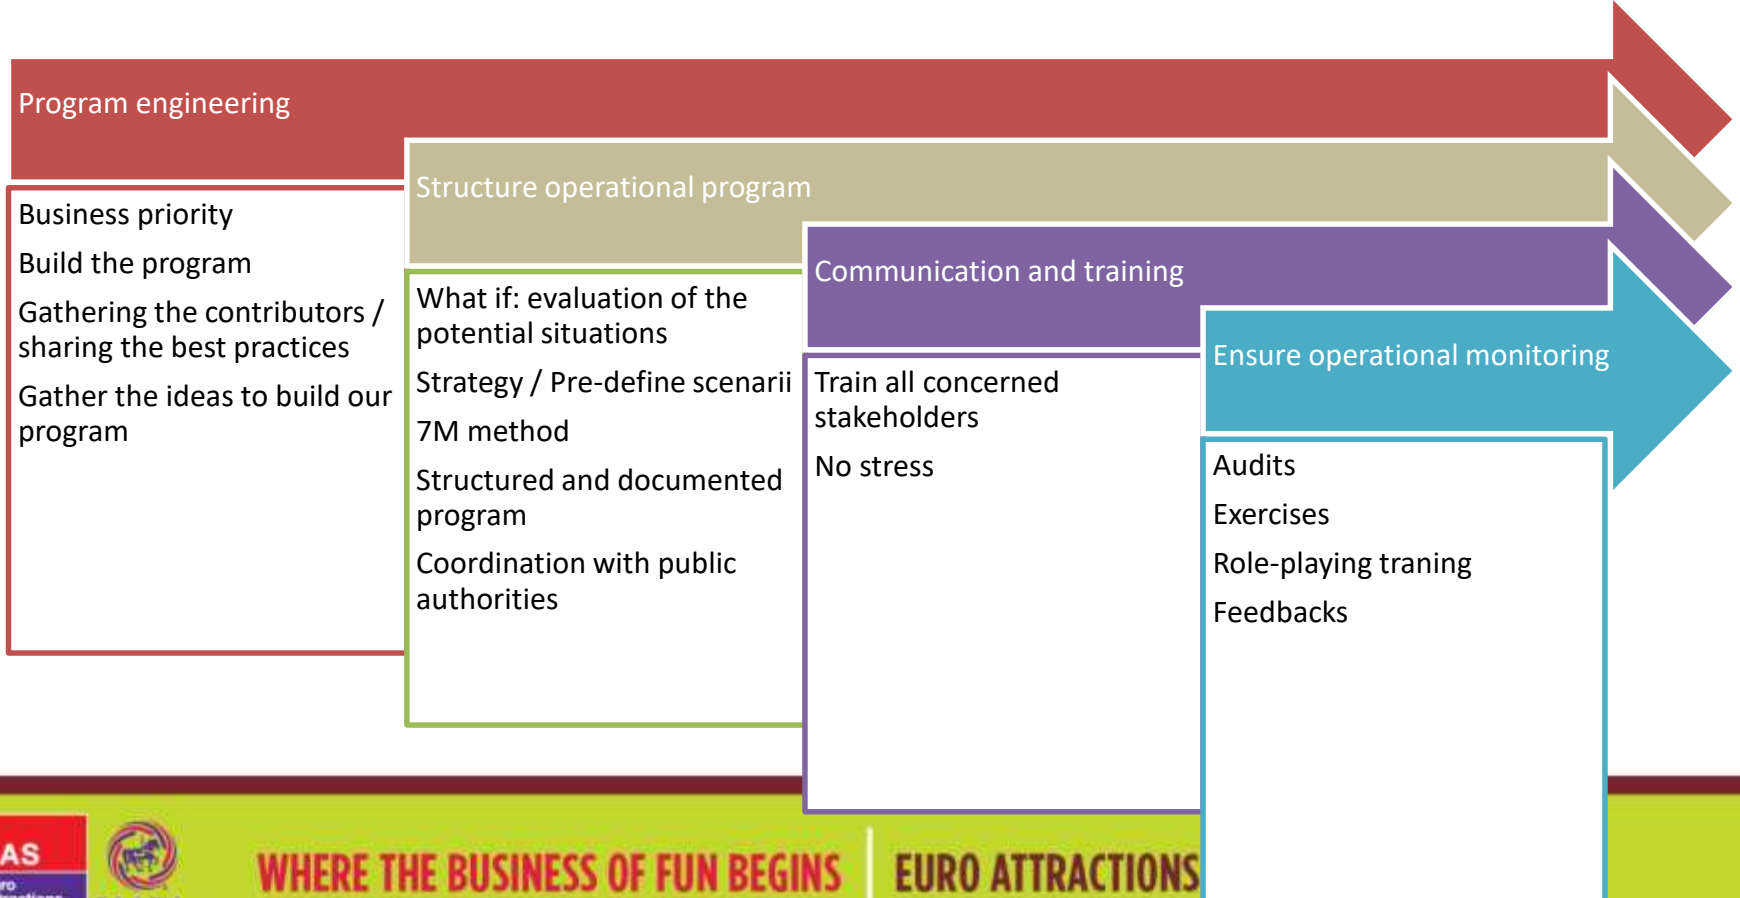 Program engineering
Business priority
Build the program
Gathering the contributors /
sharing the best practices
Gather the ideas to build our
program
Structure operational program
What if: evaluation of the
potential situations
Strategy / Pre-define scenarii
7M method
Structured and documented
program
Coordination with public
authorities
Communication and training
Train all concerned
stakeholders
No stress
Ensure operational monitoring
Audits
Exercises
Role-playing traning
Feedbacks
AS
WHERE THE BUSINESS OF FUN BEGINS
EURO ATTRACTIONS